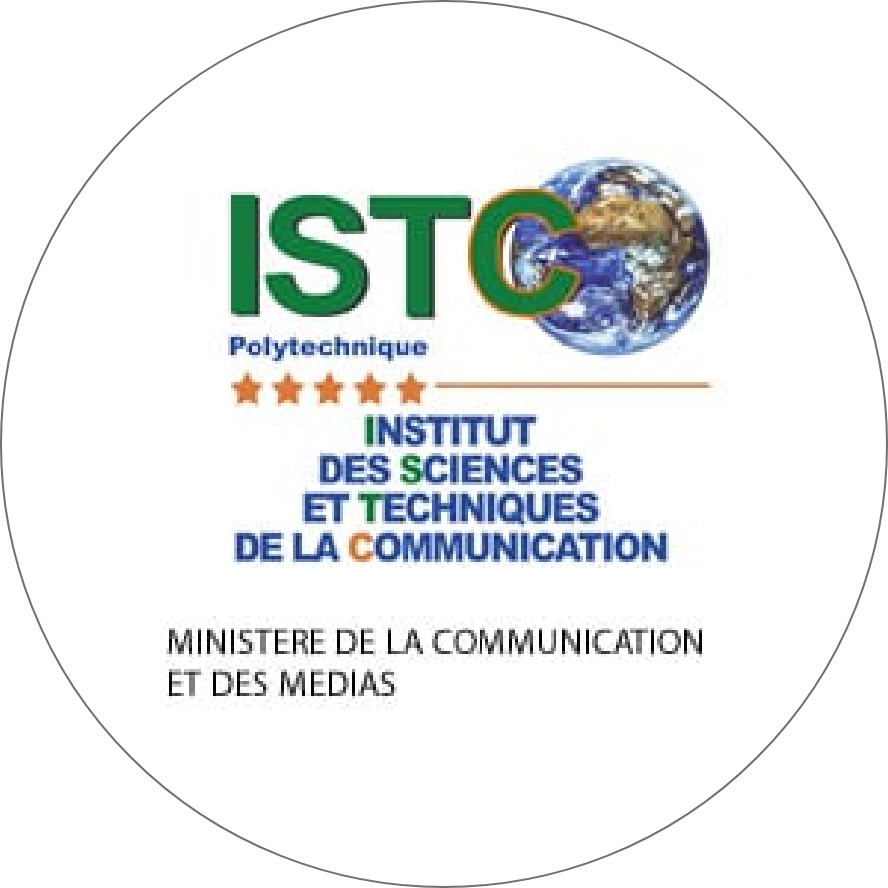 ISTC
Polytechnique
INSTITUT
DES SCIENCES
ET TECHNIQUES
DE LA COMMUNICATION
MINISTERE DE LA COMMUNICATION
ET DES MEDIAS